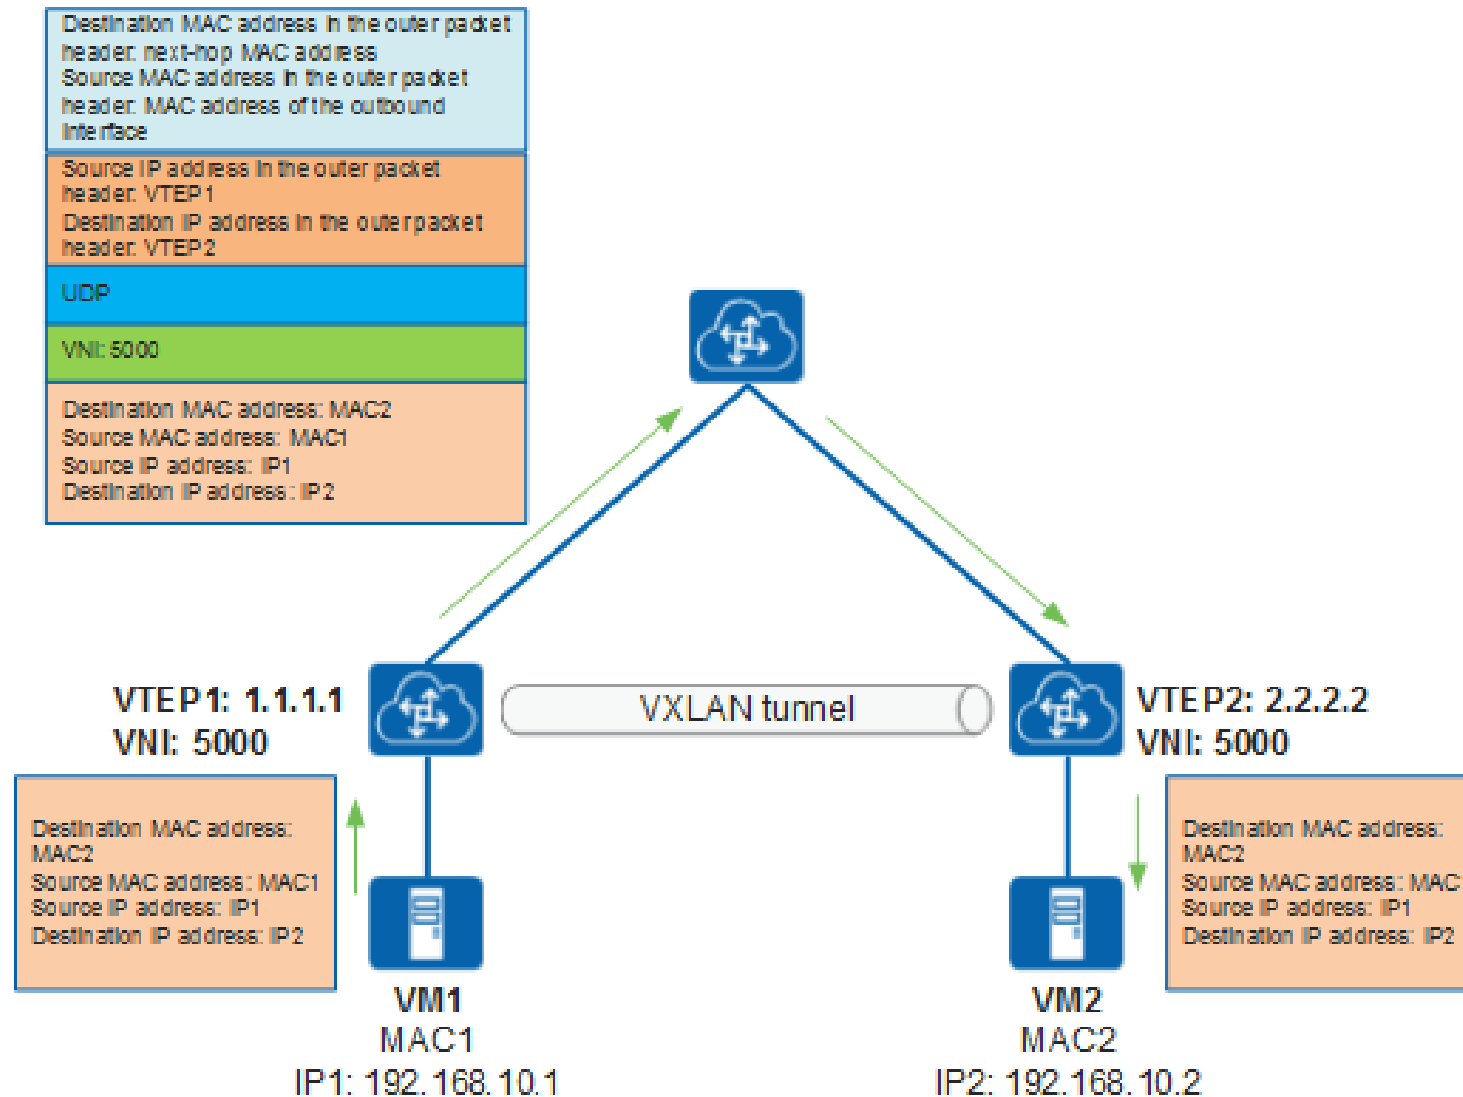 Destination MAC address in the outer packet
header: next-hop MAC address
Source MAC address in the outer packet
header: MAC address of the outbound
interface
Source IP address in the outer packet
header: VTEP1
Destination IP address in the outer packet
header: VTEP2
UDP
VNI: 5000
Destination MAC address: MAC2
Source MAC address: MAC1
Source IP address: IP1
Destination IP address: IP2
VTEP1: 1.1.1.1
VNI: 5000
VXLAN tunnel
VTEP2: 2.2.2.2
VNI: 5000
Destination MAC address:
MAC2
Source MAC address: MAC1
Source IP address: IP1
Destination IP address: IP2
Destination MAC address:
MAC2
Source MAC address: MAC
Source IP address: IP1
Destination IP address: IP2
VM1
MAC1
IP1: 192.168.10.1
VM2
MAC2
IP2: 192.168.10.2